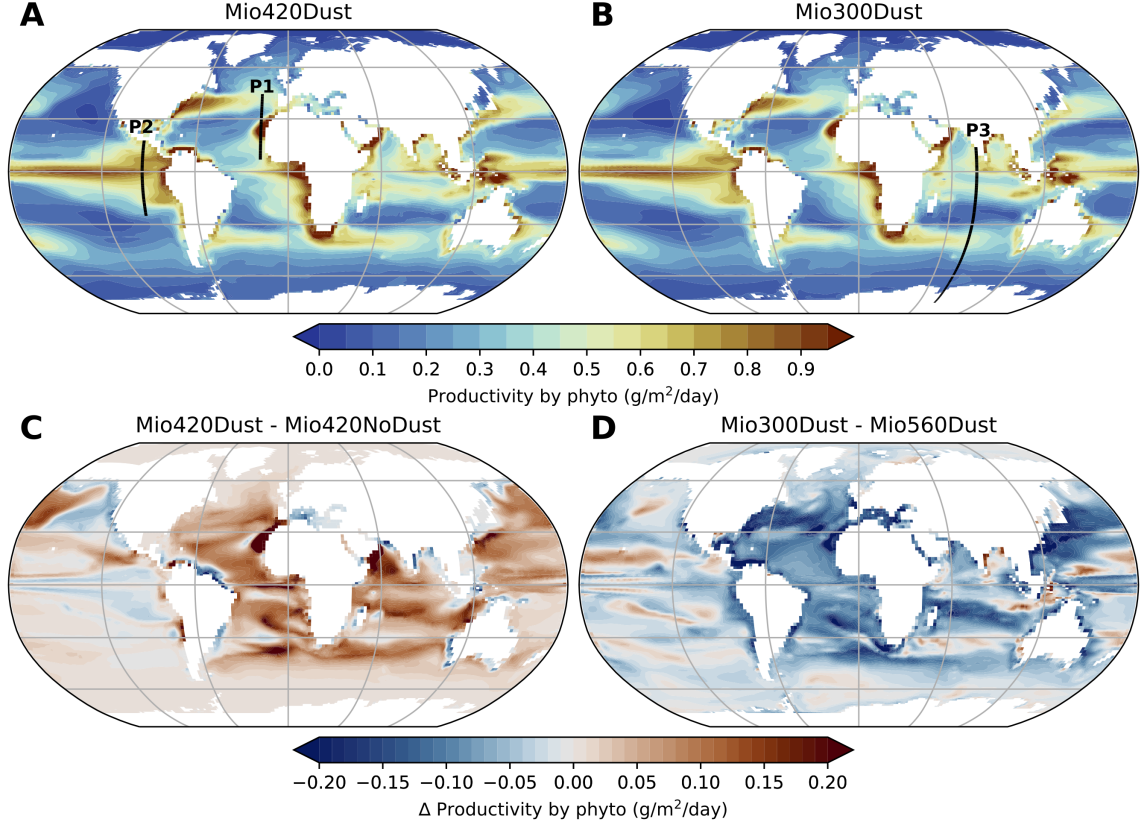 A
Mio420Dust
B
Mio300Dust
P1
P2
P3
0.0 0.1 0.2 0.3 0.4 0.5 0.6 0.7 0.8 0.9
Productivity by phyto (g/m²/day)
C
Mio420Dust - Mio420NoDust
D
Mio300Dust - Mio560Dust
−0.20 −0.15 −0.10 −0.05 0.00 0.05 0.10 0.15 0.20
Δ Productivity by phyto (g/m²/day)